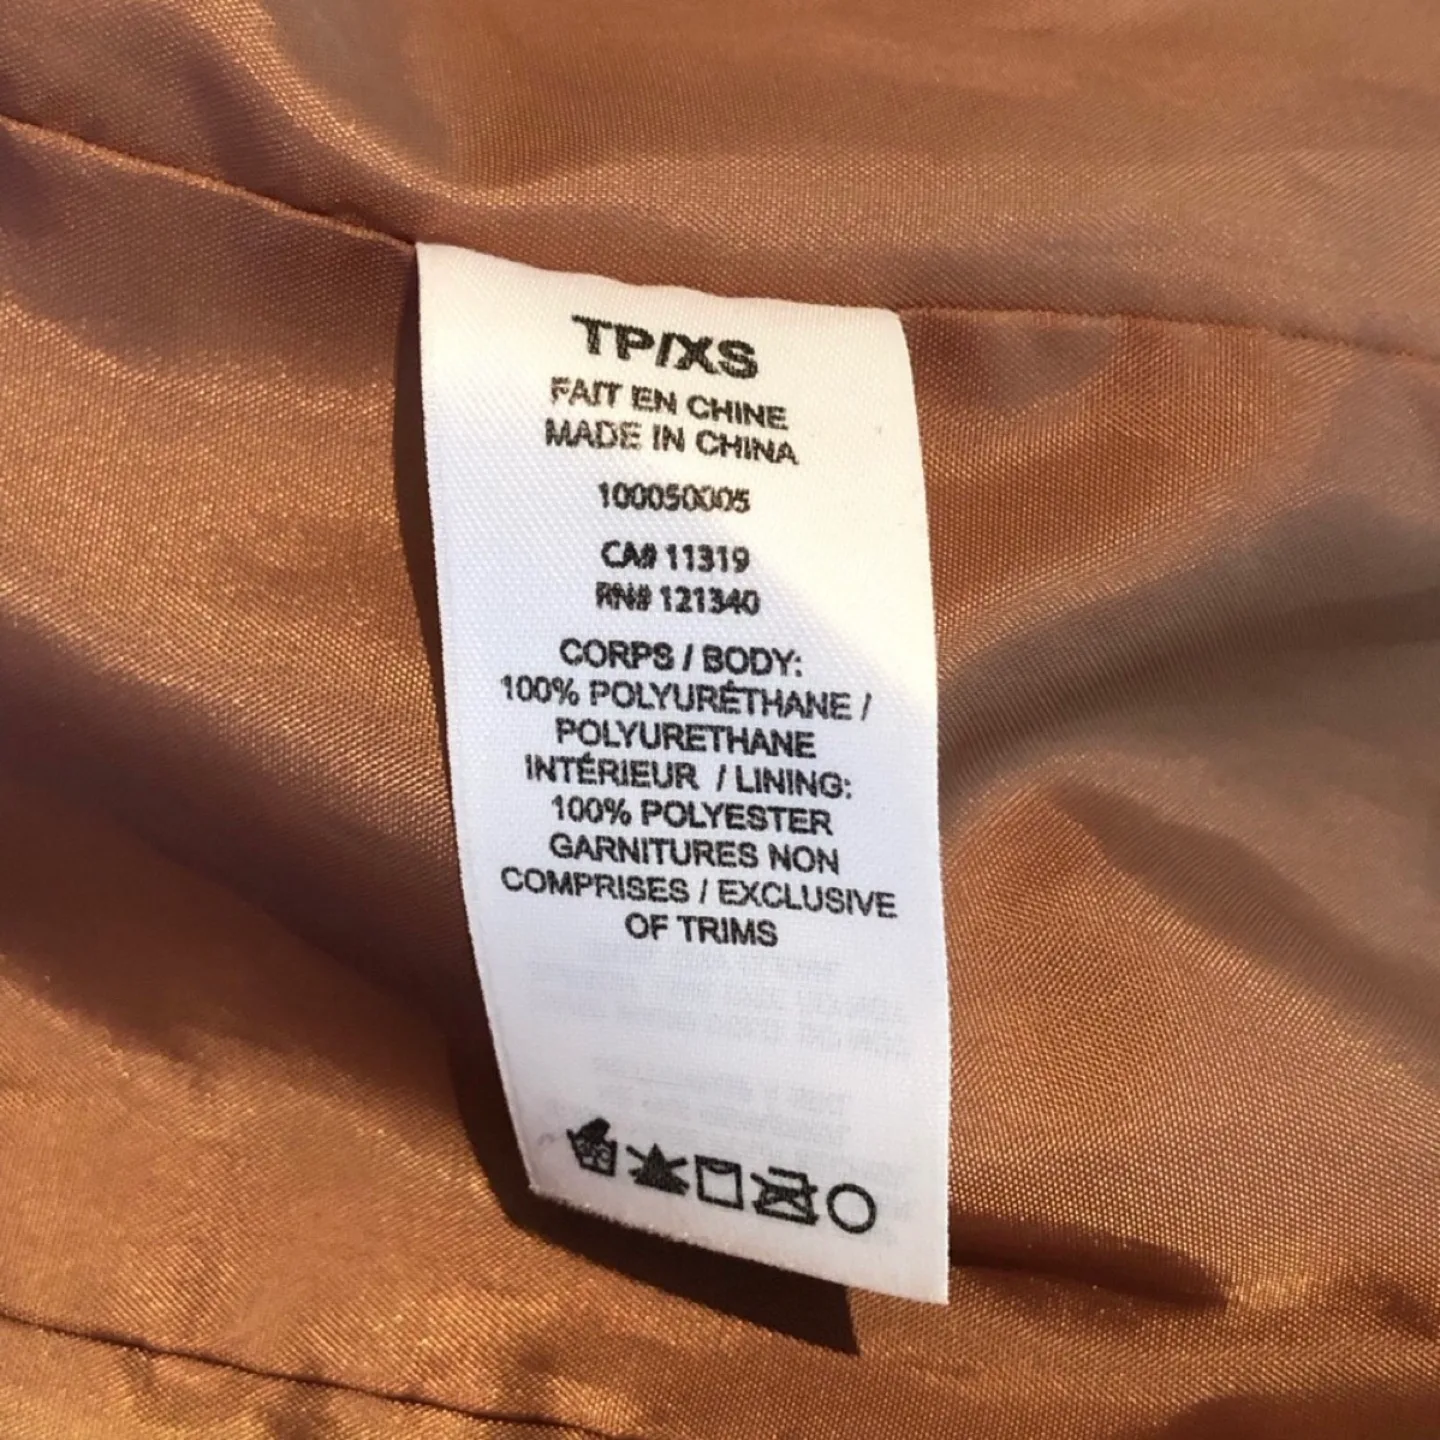 TP/XS
FAIT EN CHINE
MADE IN CHINA
100050005
CA# 11319
RN# 121340
CORPS / BODY:
100% POLYURÉTHANE /
POLYURETHANE
INTÉRIEUR / LINING:
100% POLYESTER
GARNITURES NON
COMPRISES / EXCLUSIVE
OF TRIMS